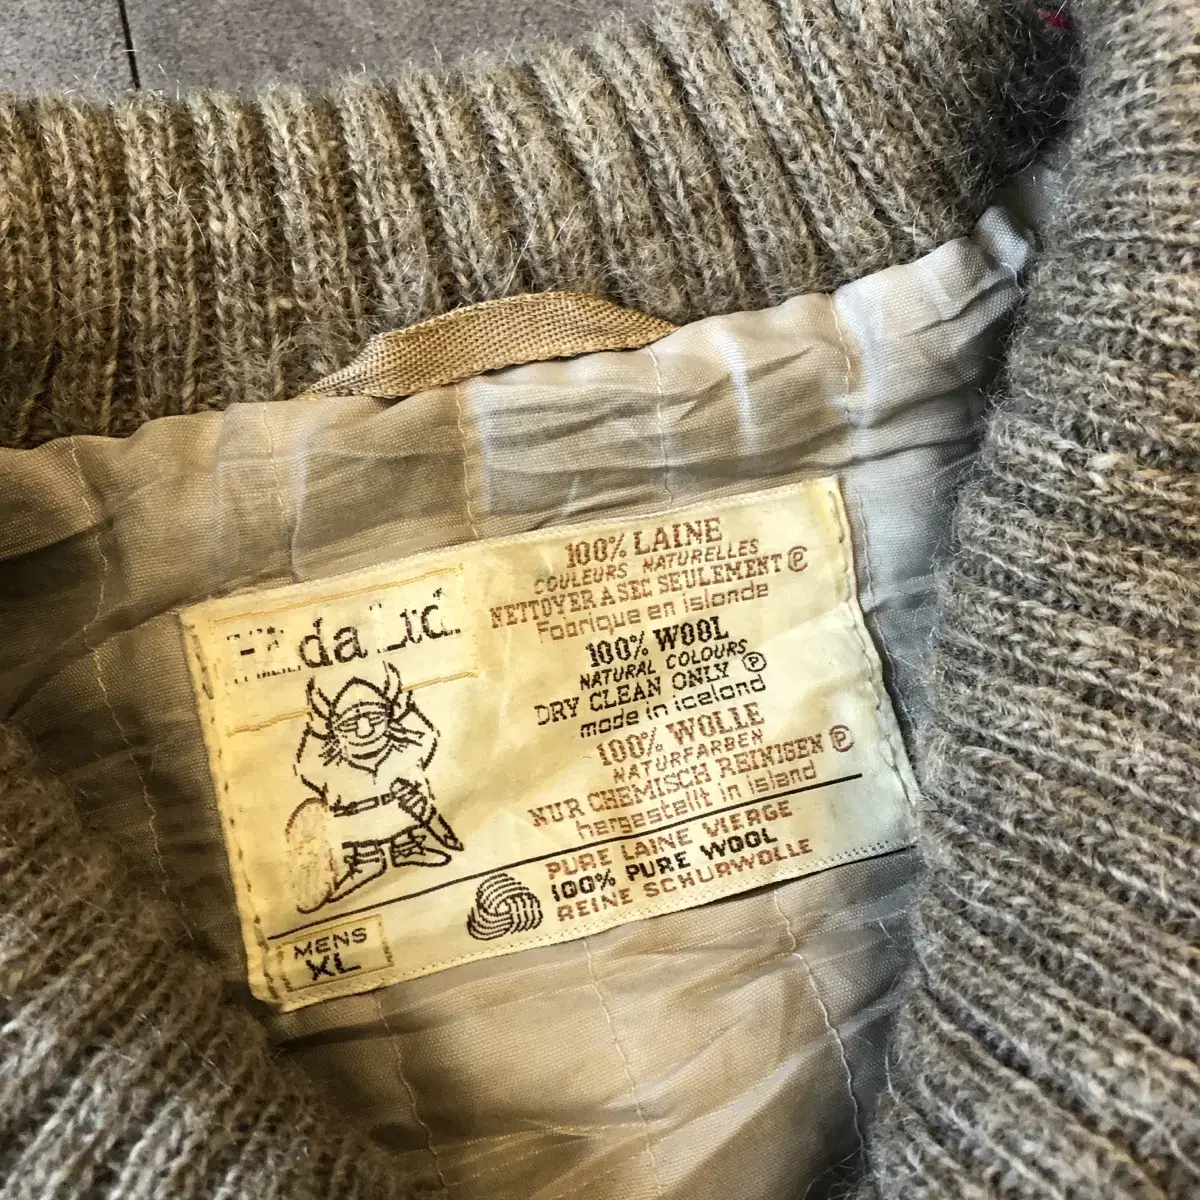 100% LAINE
COULEURS NATURELLES
NETTOYER A SEC SEULEMENT Ⓟ
Fabrique en islande
100% WOOL
NATURAL COLOURS
DRY CLEAN ONLY Ⓟ
made in iceland
100% WOLLE
NATURFARBEN
NUR CHEMISCH REINIGEN Ⓟ
hergestellt in island
PURE LAINE VIERGE
100% PURE WOOL
REINE SCHURWOLLE
MENS
XL